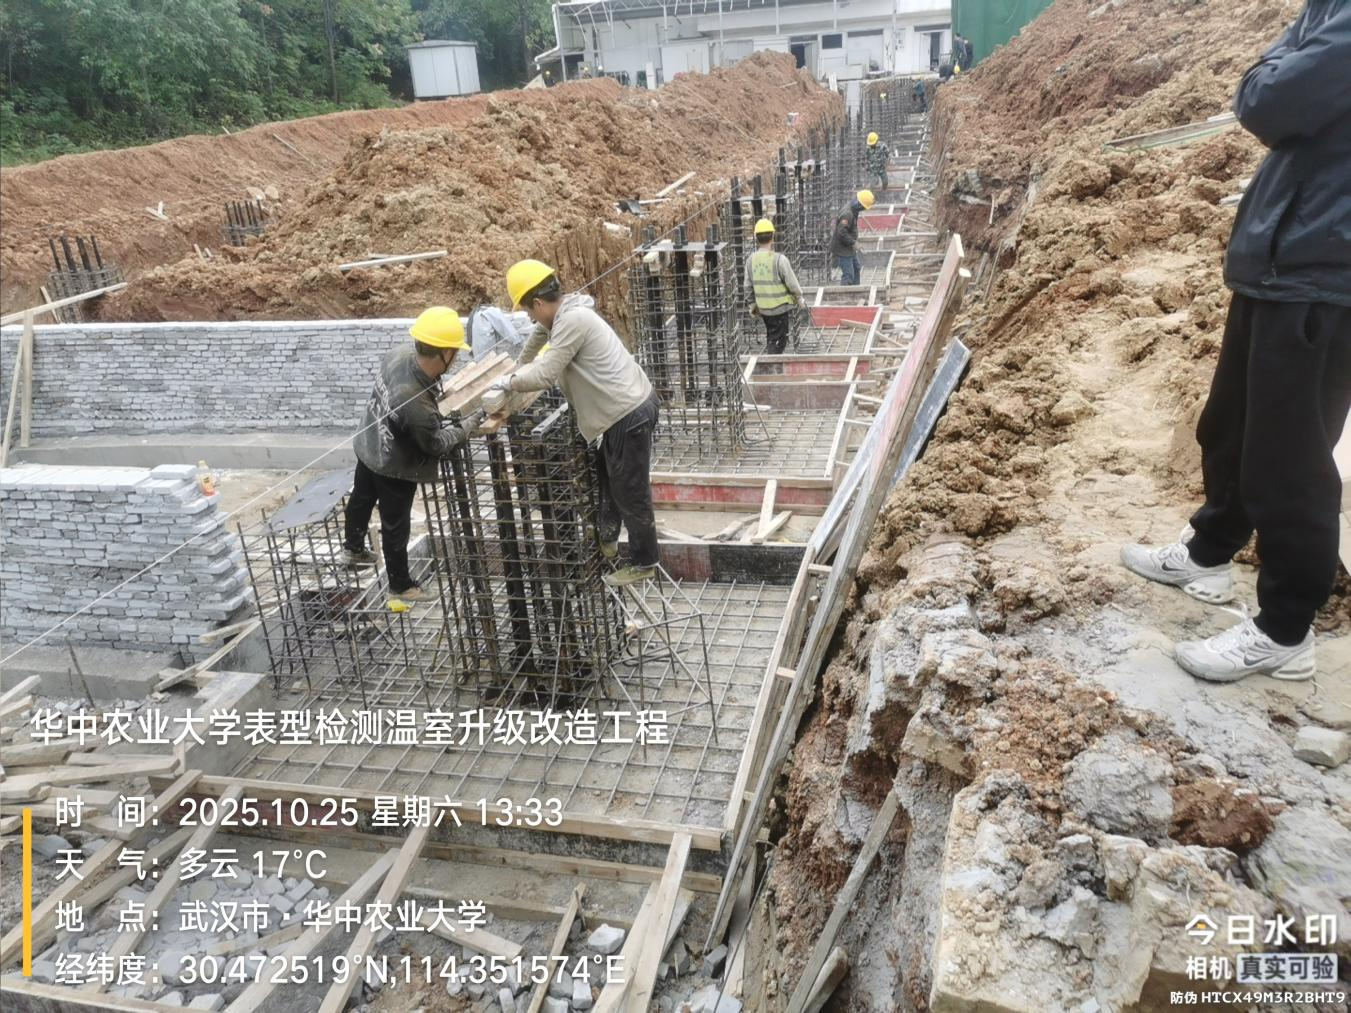 华中农业大学表型检测温室升级改造工程
时 间：2025.10.25 星期六 13:33
天 气：多云 17°C
地 点：武汉市·华中农业大学
经纬度：30.472519°N,114.351574°E
今日水印
相机 真实可验
防伪 HTCX49M3R2BHT9